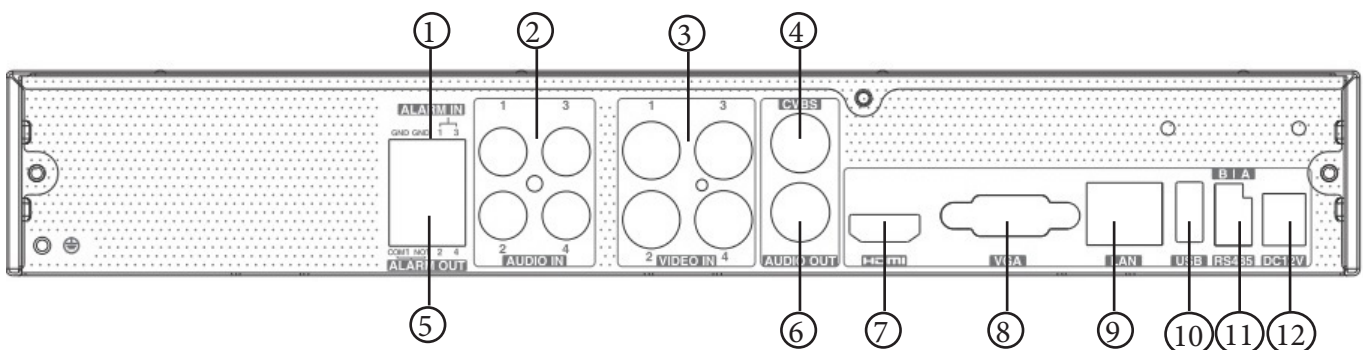 ① ② ③ ④
ALARM IN
GND GND 1 3
1 3
1 3
CVBS
B | A
COM1 NO1 2 4
ALARM OUT
2 4
AUDIO IN
2 4
VIDEO IN
AUDIO OUT
HDMI
VGA
LAN
USB
RS485
DC12V
⑤ ⑥ ⑦ ⑧ ⑨ ⑩ ⑪ ⑫